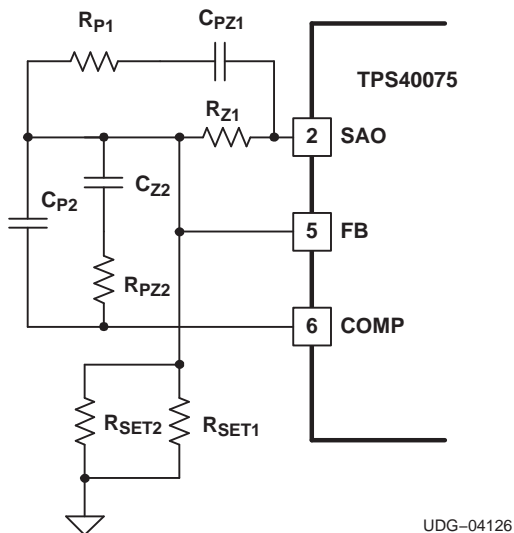 RP1
CPZ1
TPS40075
RZ1
2 SAO
CZ2
CP2
5 FB
RPZ2
6 COMP
RSET2
RSET1
UDG–04126